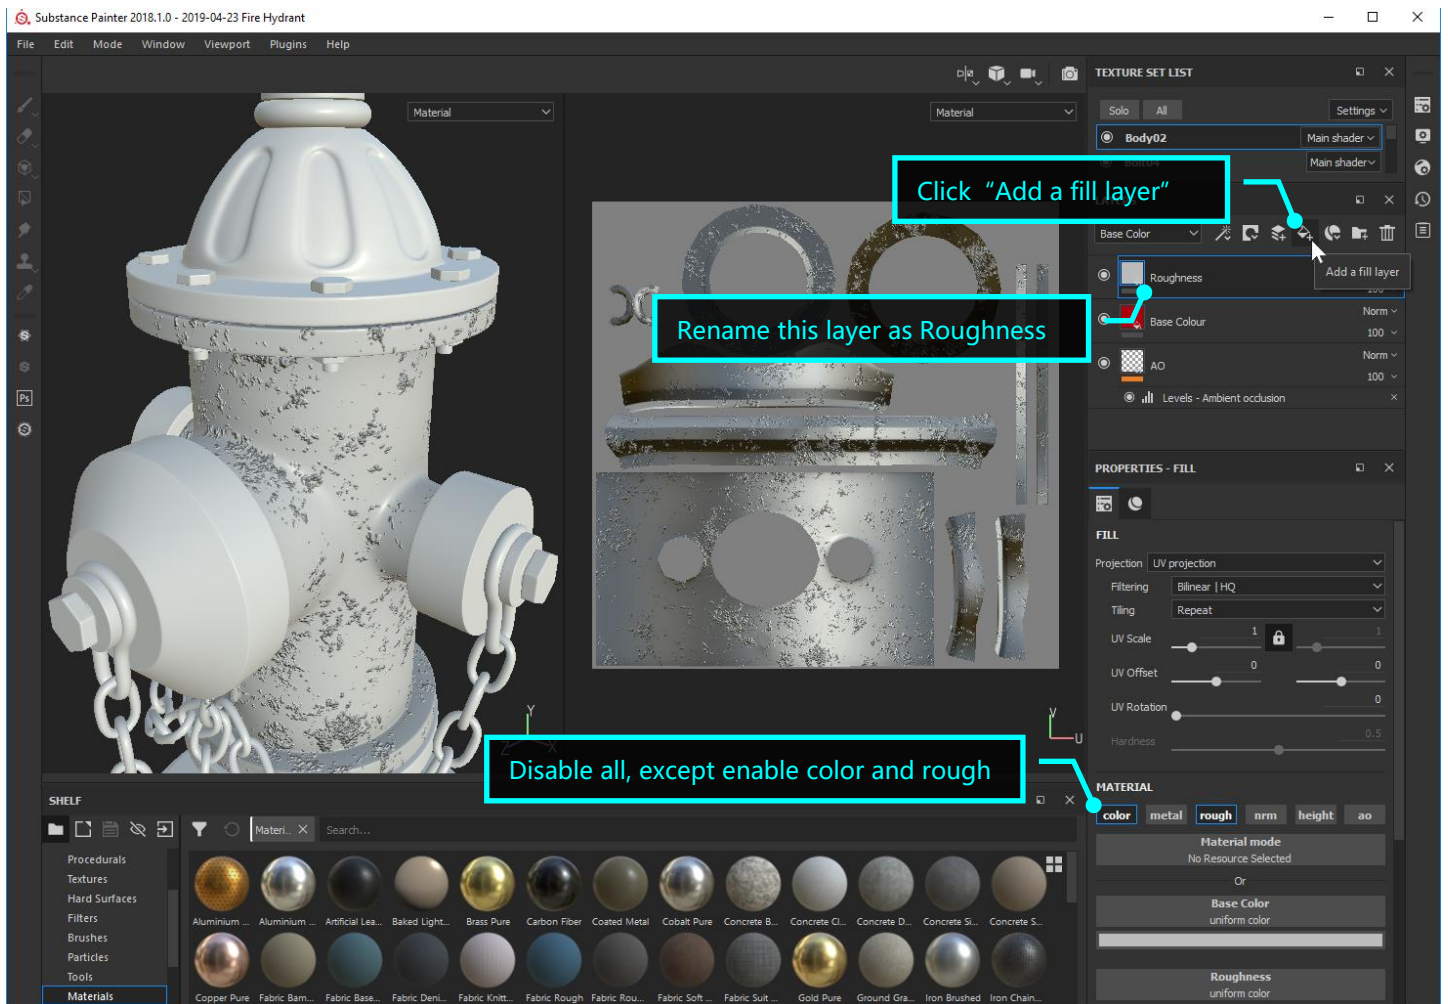 Substance Painter 2018.1.0 - 2019-04-23 Fire Hydrant
File Edit Mode Window Viewport Plugins Help
Material
Material
TEXTURE SET LIST
Solo All Settings
Body02 Main shader
Main shader
Click “Add a fill layer”
Base Color
Add a fill layer
Roughness
100
Rename this layer as Roughness
Base Colour Norm
100
AO Norm
100
Levels - Ambient occlusion
PROPERTIES - FILL
FILL
Projection UV projection
Filtering Bilinear | HQ
Tiling Repeat
UV Scale 1 1
UV Offset 0 0
UV Rotation 0
Hardness 0.5
Y
Z X
V
U
Disable all, except enable color and rough
MATERIAL
color metal rough nrm height ao
Material mode
No Resource Selected
Or
Base Color
uniform color
Roughness
uniform color
SHELF
Materi... Search...
Procedurals
Textures
Hard Surfaces
Filters
Brushes
Particles
Tools
Materials
Ps
Aluminium ... Aluminium ... Artificial Lea... Baked Light... Brass Pure Carbon Fiber Coated Metal Cobalt Pure Concrete B... Concrete Cl... Concrete D... Concrete Si... Concrete S...
Copper Pure Fabric Bam... Fabric Base... Fabric Deni... Fabric Knitt... Fabric Rough Fabric Rou... Fabric Soft ... Fabric Suit ... Gold Pure Ground Gra... Iron Brushed Iron Chain...